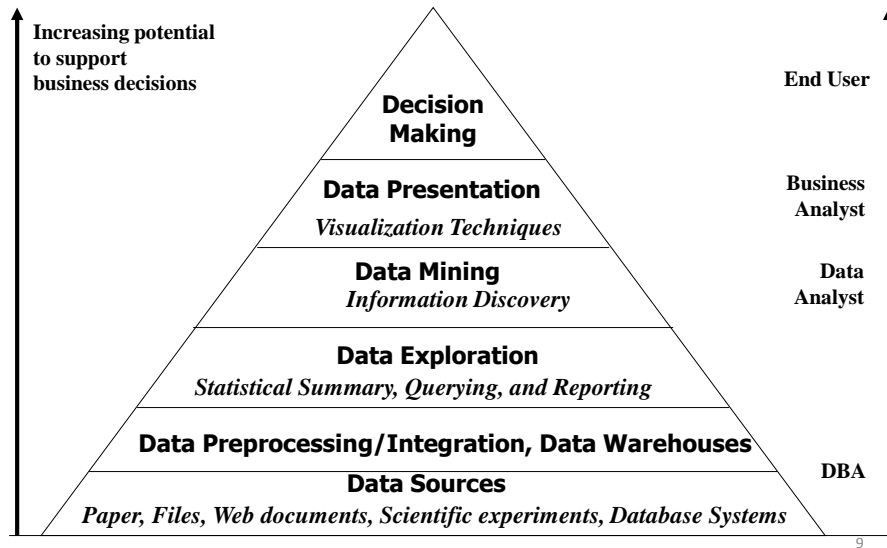 Increasing potential
to support
business decisions
End User
Decision
Making
Data Presentation
Visualization Techniques
Business
Analyst
Data Mining
Information Discovery
Data
Analyst
Data Exploration
Statistical Summary, Querying, and Reporting
Data Preprocessing/Integration, Data Warehouses
DBA
Data Sources
Paper, Files, Web documents, Scientific experiments, Database Systems
9